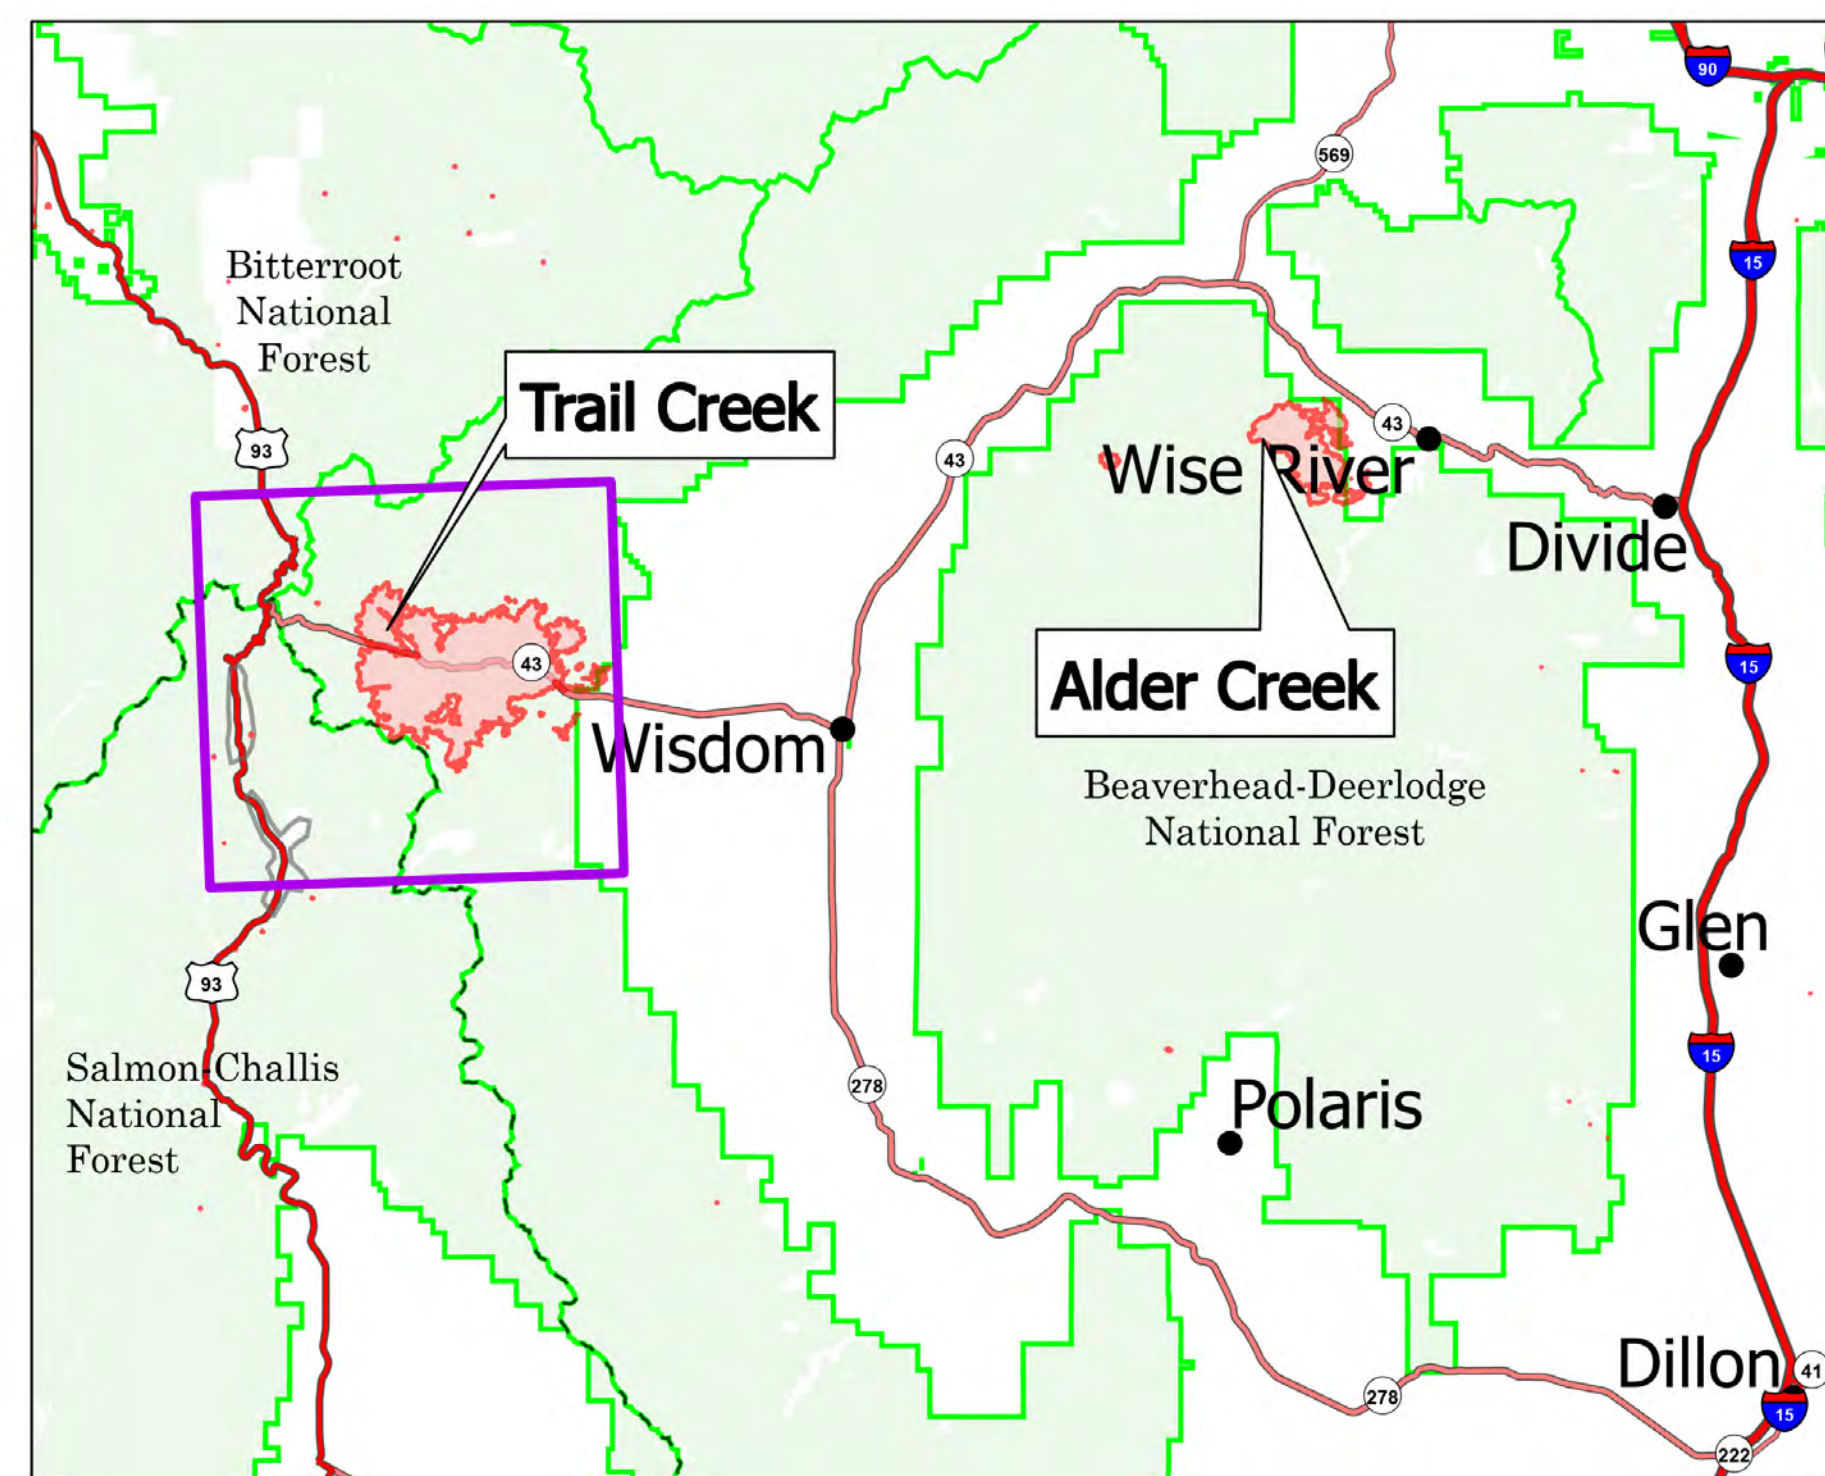 90
569
15
Bitterroot
National
Forest
Trail Creek
93
43
43
Wise River
Divide
43
15
Alder Creek
Wisdom
Beaverhead-Deerlodge
National Forest
Glen
93
15
Salmon-Challis
National
Forest
278
Polaris
Dillon
41
278
15
222